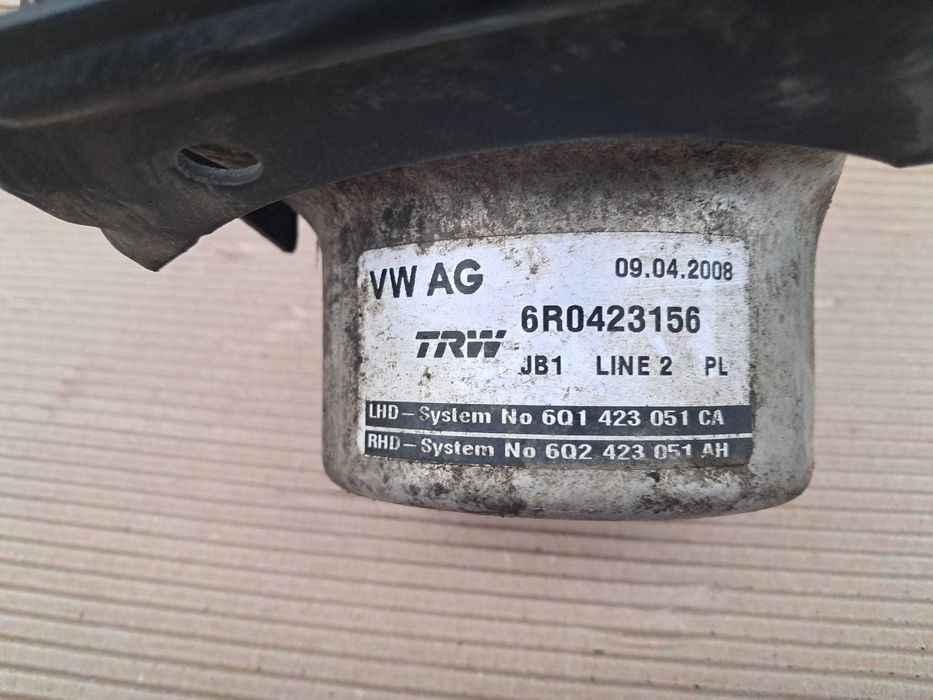 VW AG 09.04.2008
6R0423156
TRW JB1 LINE 2 PL
LHD - System No 6Q1 423 051 CA
RHD - System No 6Q2 423 051 AH